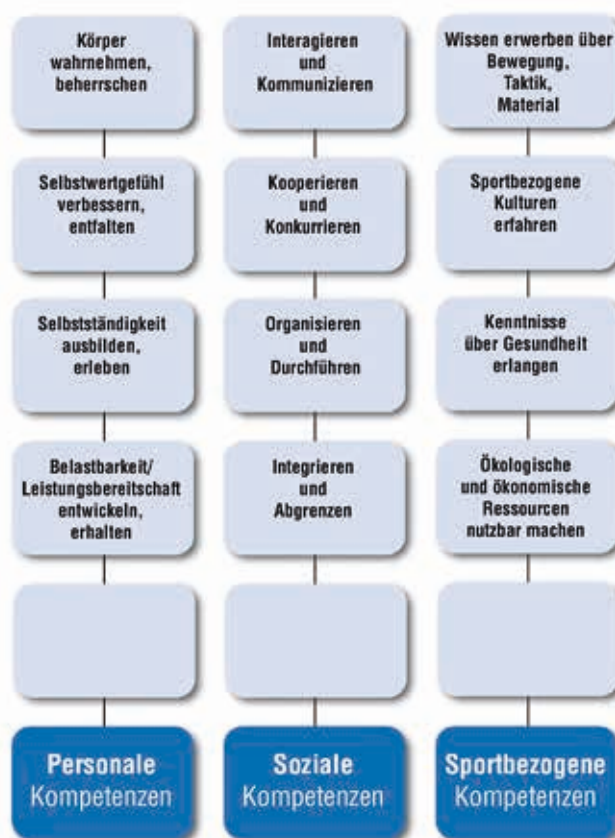 Körper
wahrnehmen,
beherrschen
Selbstwertgefühl
verbessern,
entfalten
Selbstständigkeit
ausbilden,
erleben
Belastbarkeit/
Leistungsbereitschaft
entwickeln,
erhalten
Personale
Kompetenzen
Interagieren
und
Kommunizieren
Kooperieren
und
Konkurrieren
Organisieren
und
Durchführen
Integrieren
und
Abgrenzen
Soziale
Kompetenzen
Wissen erwerben über
Bewegung,
Taktik,
Material
Sportbezogene
Kulturen
erfahren
Kenntnisse
über Gesundheit
erlangen
Ökologische
und ökonomische
Ressourcen
nutzbar machen
Sportbezogene
Kompetenzen